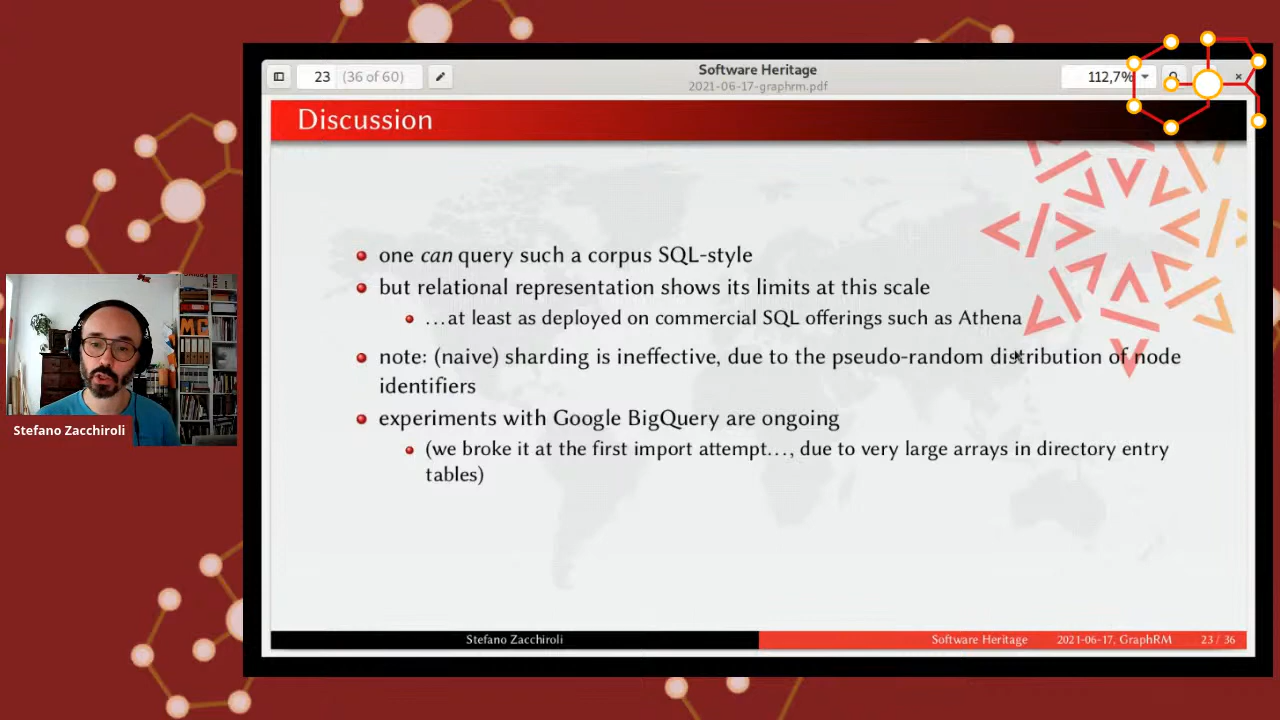 23 (36 of 60)
Software Heritage
2021-06-17-graphrm.pdf
112,7%
Discussion
one can query such a corpus SQL-style
but relational representation shows its limits at this scale
…at least as deployed on commercial SQL offerings such as Athena
note: (naive) sharding is ineffective, due to the pseudo-random distribution of node
identifiers
experiments with Google BigQuery are ongoing
(we broke it at the first import attempt…, due to very large arrays in directory entry
tables)
Stefano Zacchiroli
Stefano Zacchiroli
Software Heritage 2021-06-17, GraphRM 23 / 36